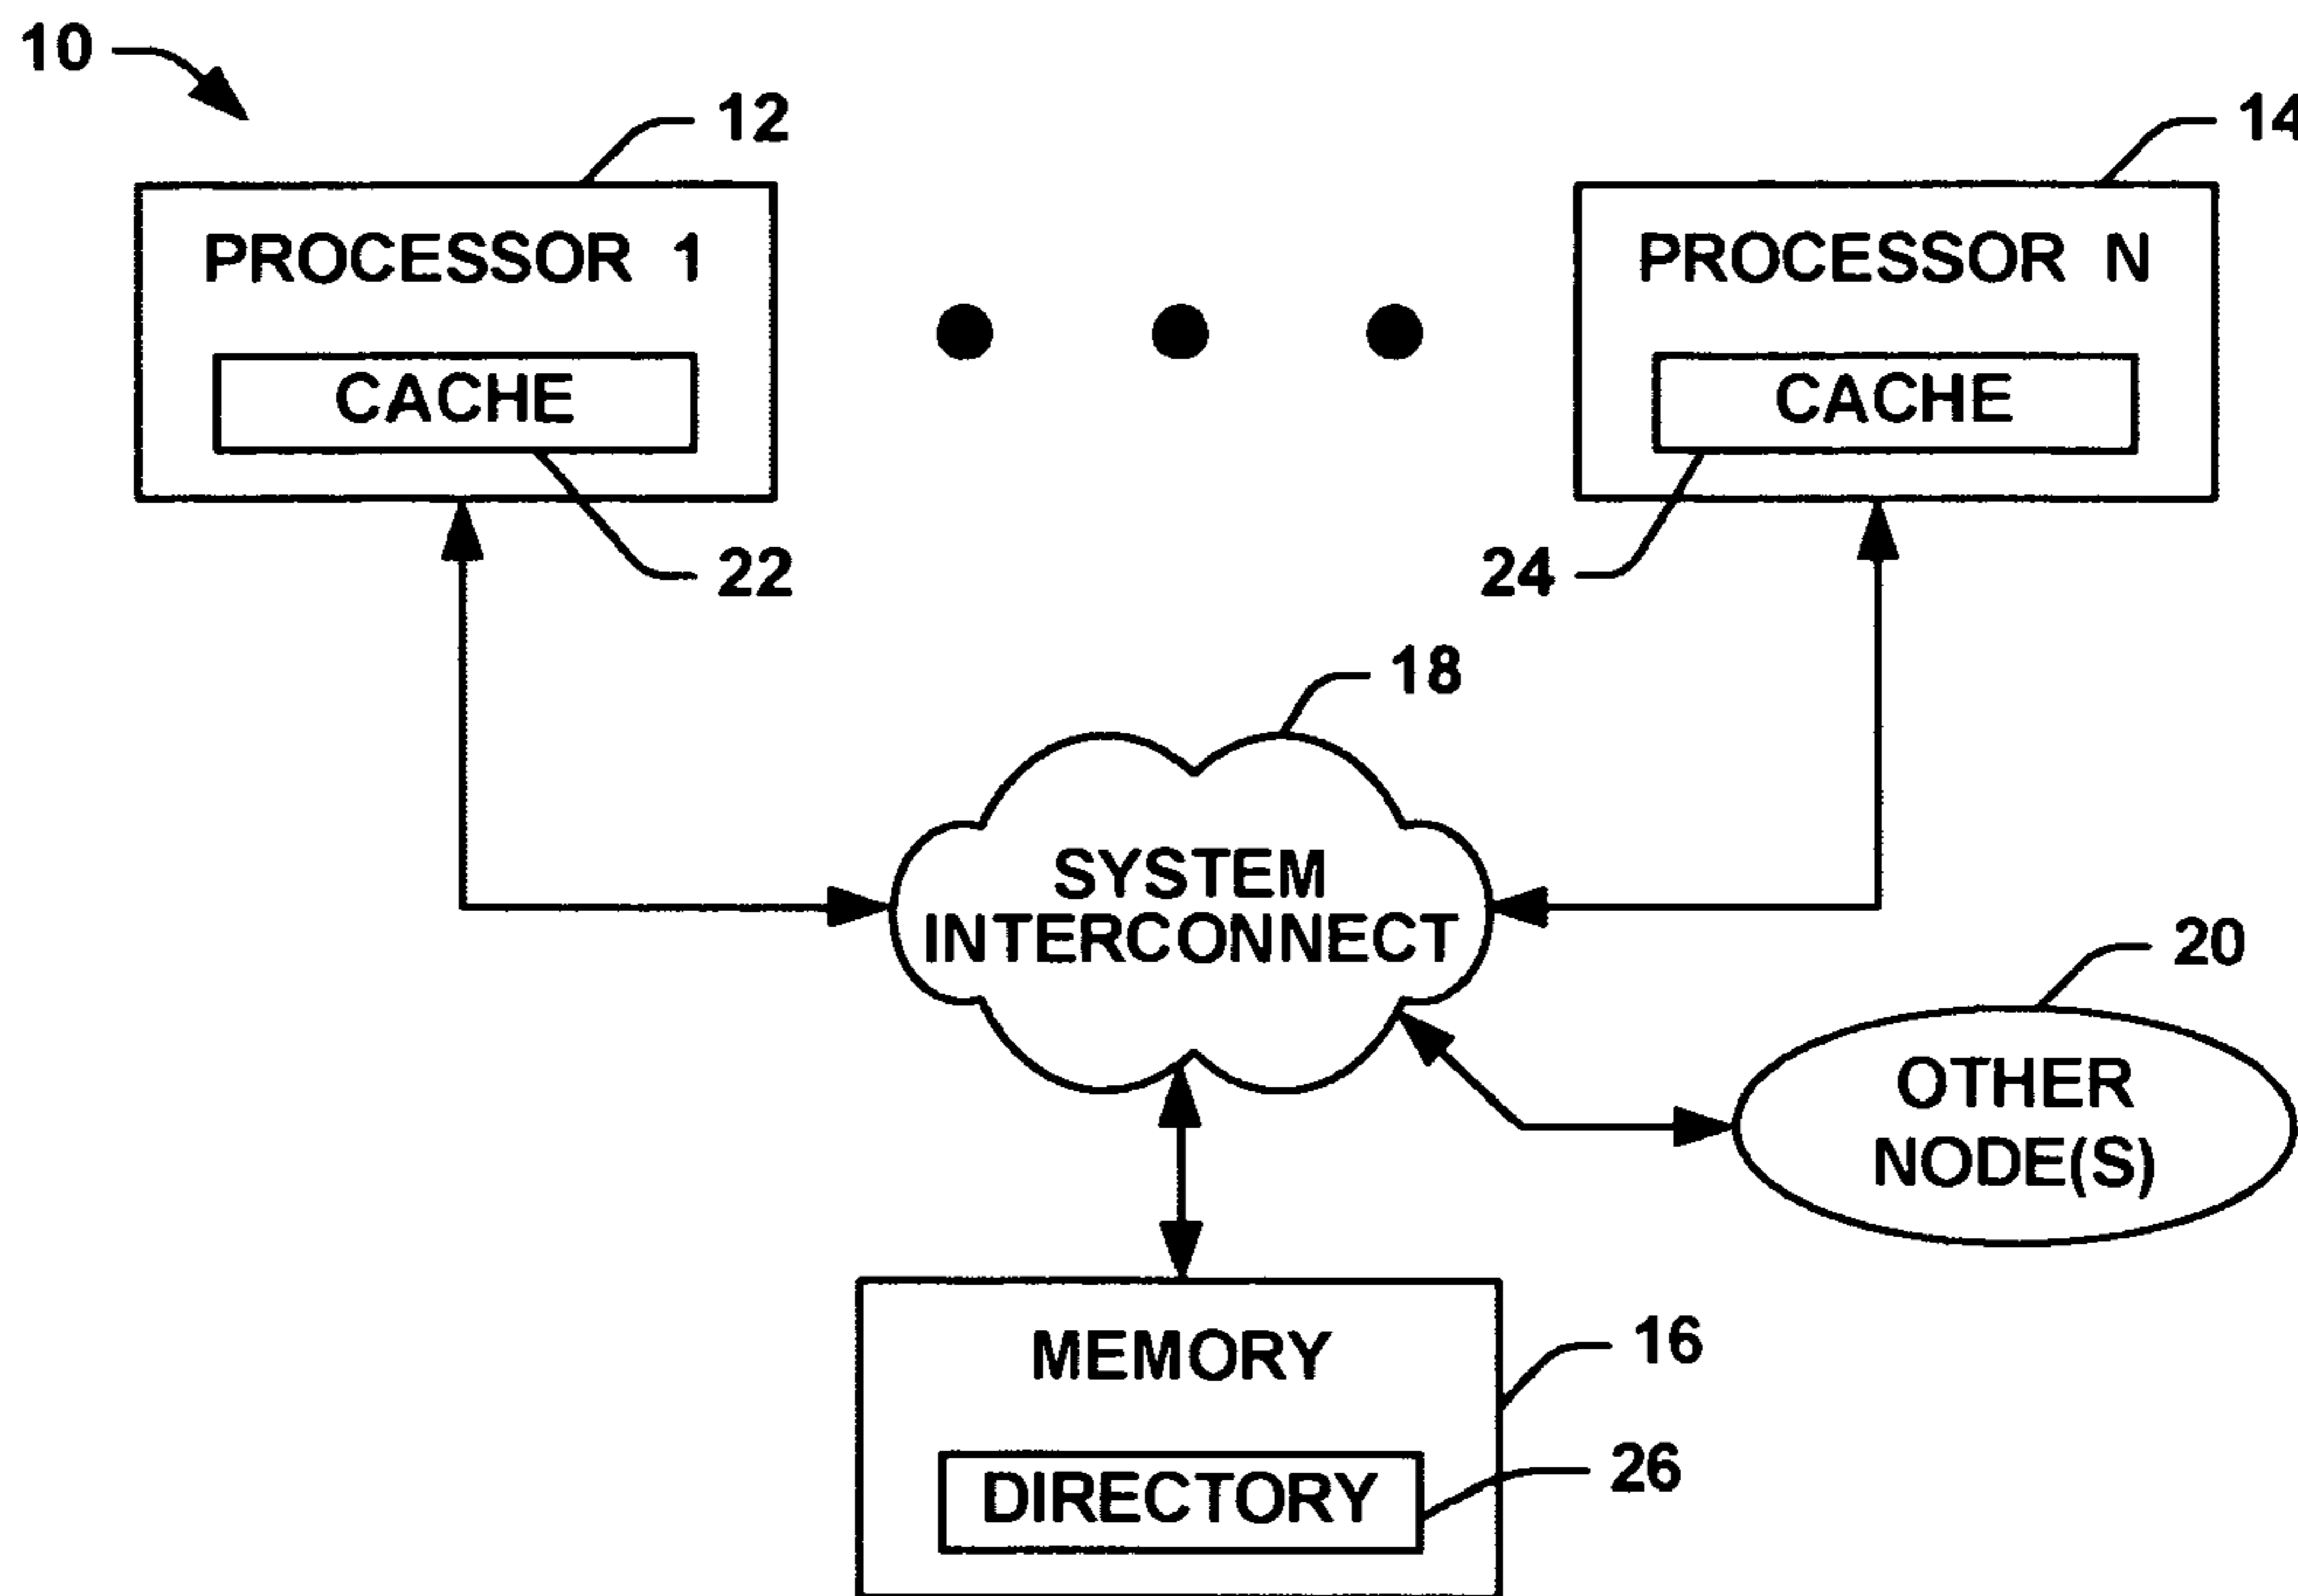 10
12
14
PROCESSOR 1
PROCESSOR N
CACHE
CACHE
22
24
18
SYSTEM
INTERCONNECT
20
OTHER
NODE(S)
MEMORY
16
DIRECTORY
26